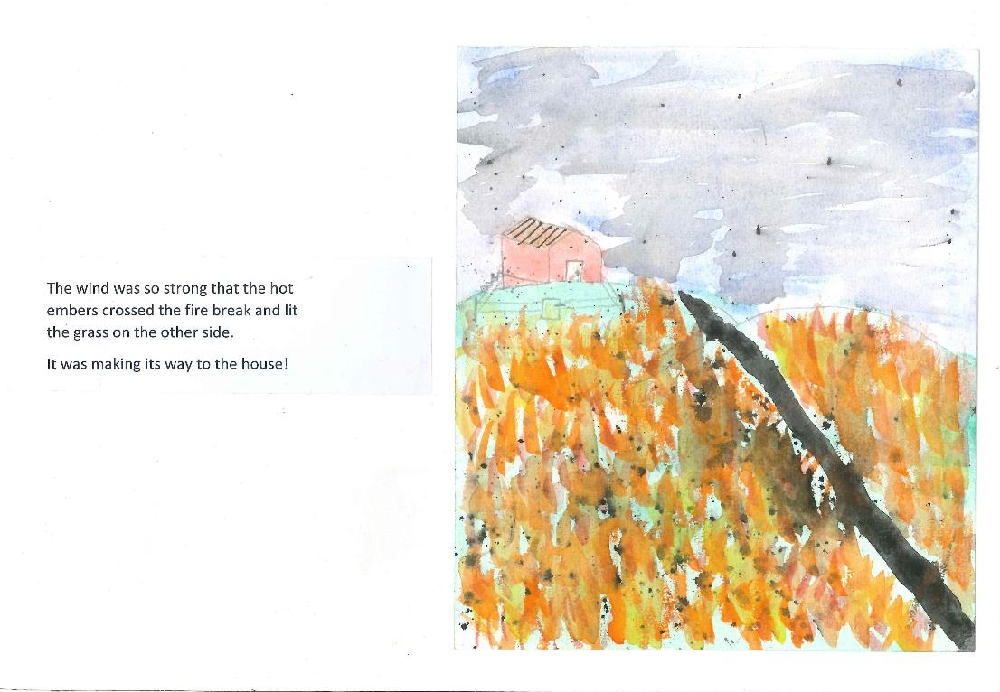 The wind was so strong that the hot
embers crossed the fire break and lit
the grass on the other side.
It was making its way to the house!